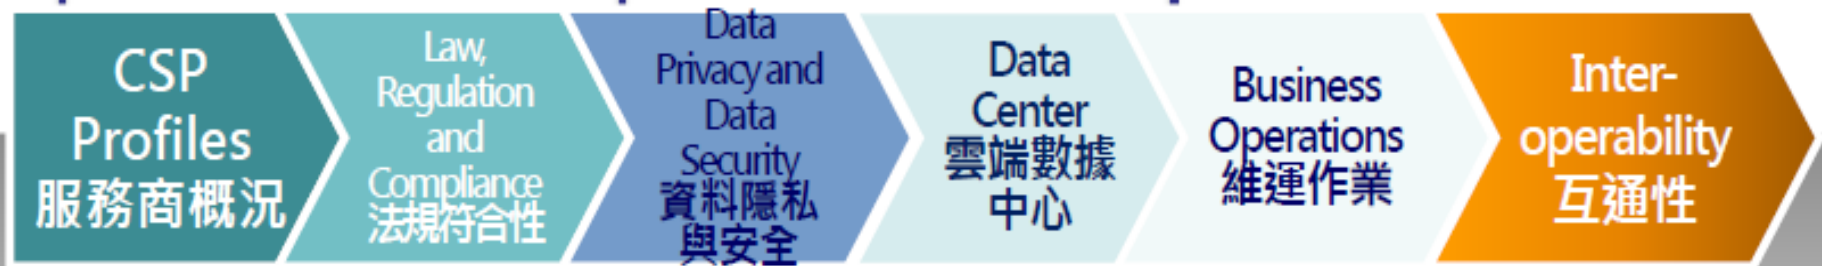 CSP
Profiles
服務商概況
Law,
Regulation
and
Compliance
法規符合性
Data
Privacy and
Data
Security
資料隱私
與安全
Data
Center
雲端數據
中心
Business
Operations
維運作業
Inter-
operability
互通性